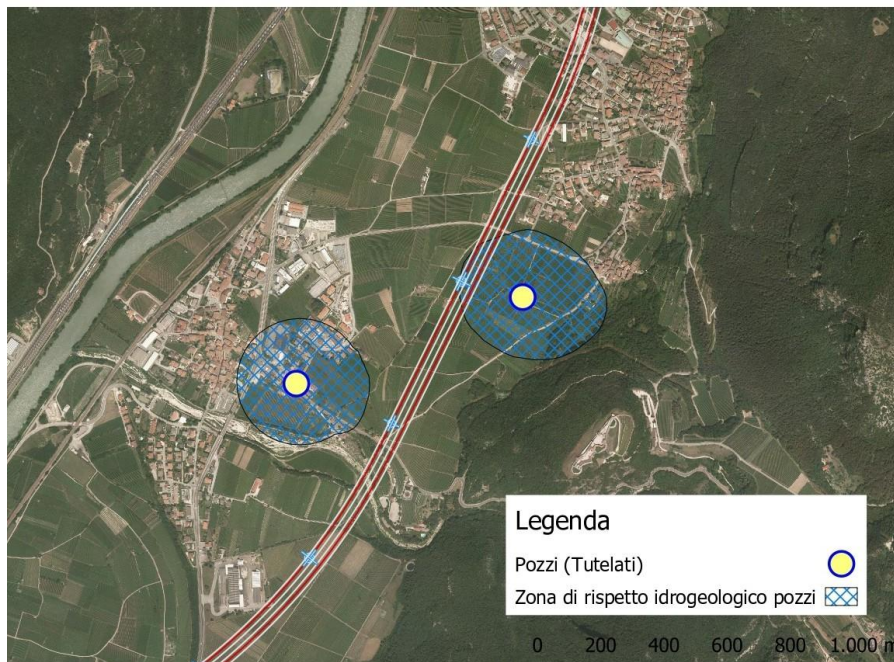 Legenda
Pozzi (Tutelati)
Zona di rispetto idrogeologico pozzi
0 200 400 600 800 1.000 m